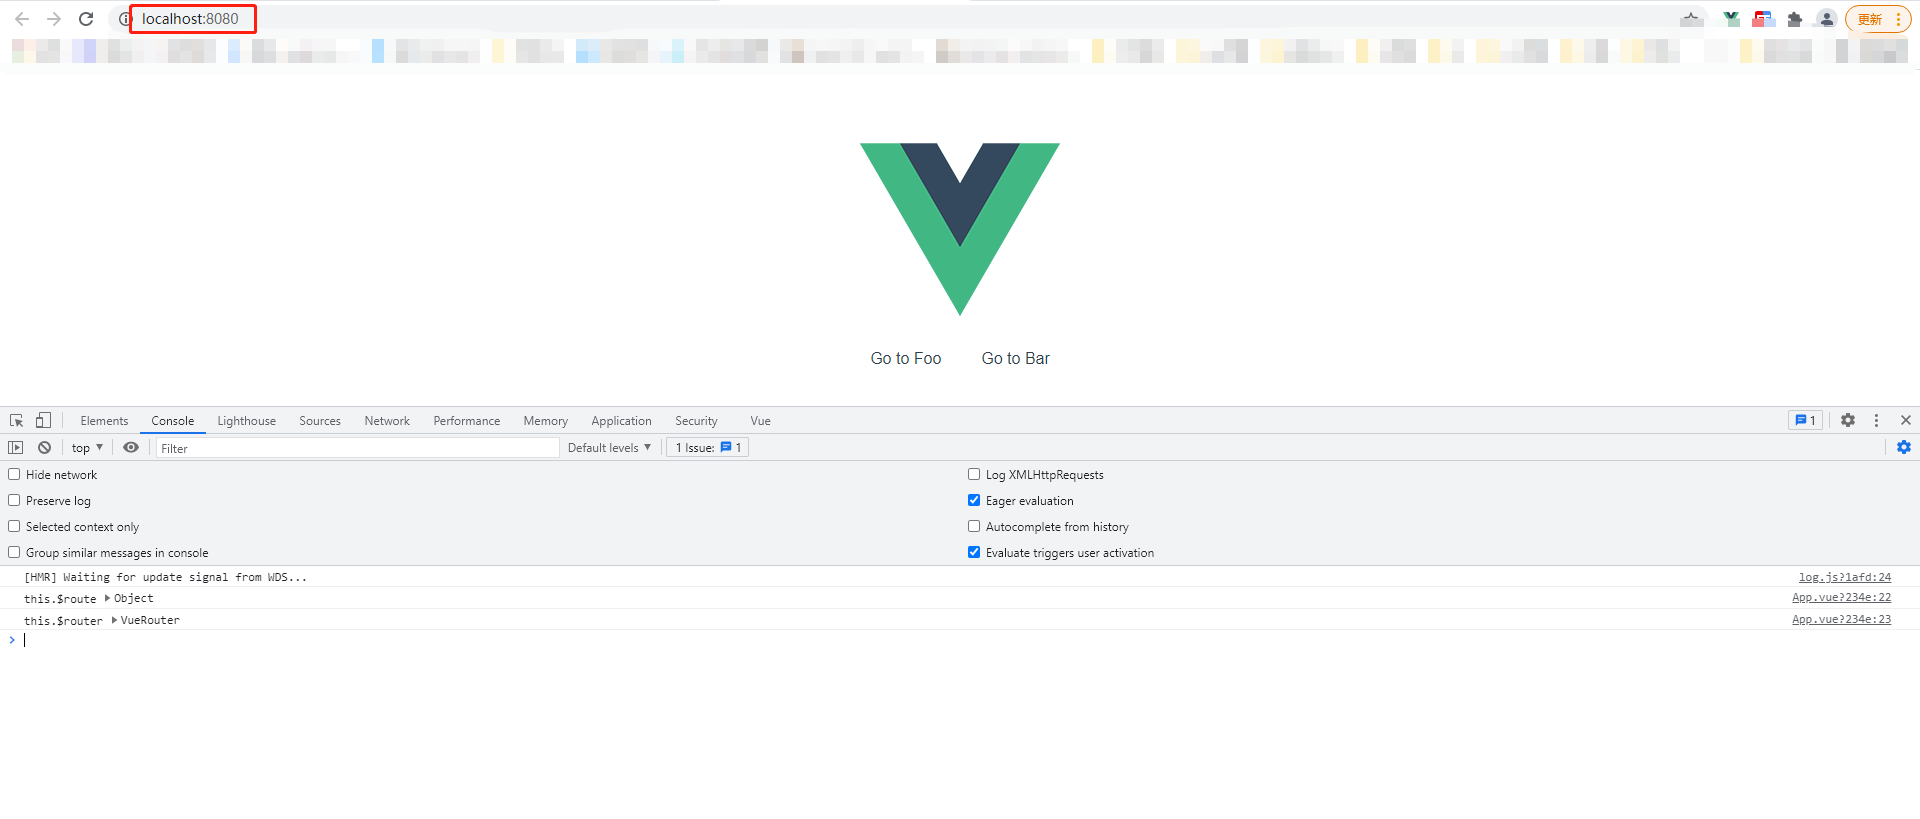 localhost:8080
更新
Go to Foo Go to Bar
Elements Console Lighthouse Sources Network Performance Memory Application Security Vue 1
top Filter Default levels 1 Issue: 1
Hide network Log XMLHttpRequests
Preserve log Eager evaluation
Selected context only Autocomplete from history
Group similar messages in console Evaluate triggers user activation
[HMR] Waiting for update signal from WDS... log.js?1afd:24
this.$route Object App.vue?234e:22
this.$router VueRouter App.vue?234e:23